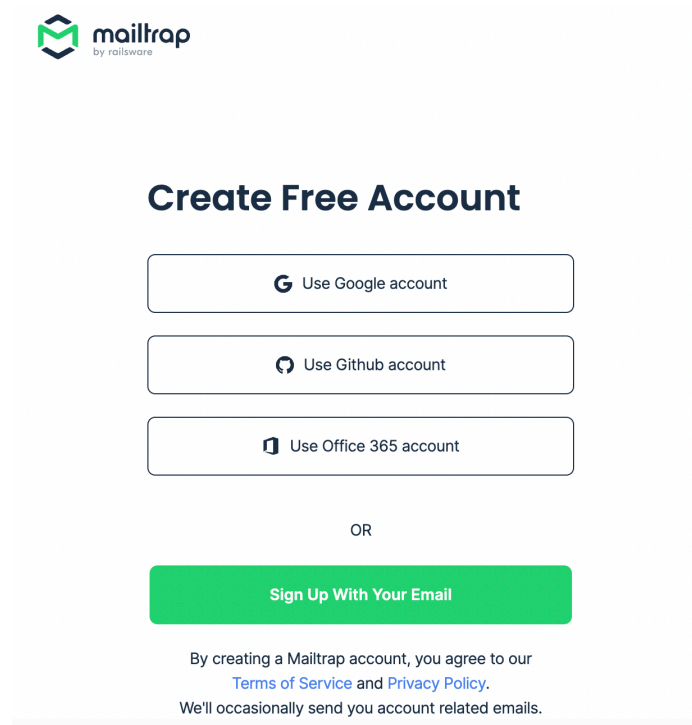 mailtrap
by railsware
Create Free Account
Use Google account
Use Github account
Use Office 365 account
OR
Sign Up With Your Email
By creating a Mailtrap account, you agree to our
Terms of Service and Privacy Policy.
We'll occasionally send you account related emails.